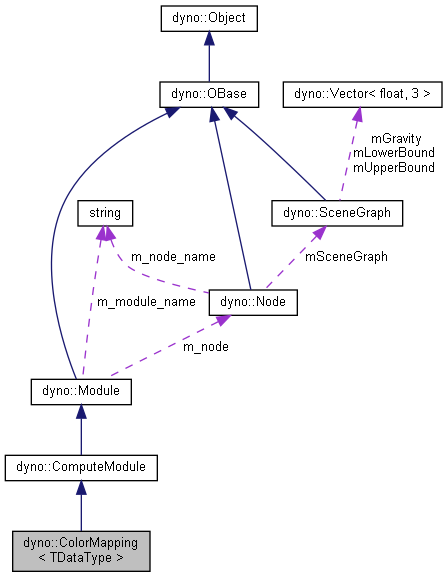 dyno::Object
dyno::OBase
dyno::Vector< float, 3 >
mGravity
mLowerBound
mUpperBound
string
dyno::SceneGraph
m_node_name
mSceneGraph
dyno::Node
m_module_name
m_node
dyno::Module
dyno::ComputeModule
dyno::ColorMapping
< TDataType >